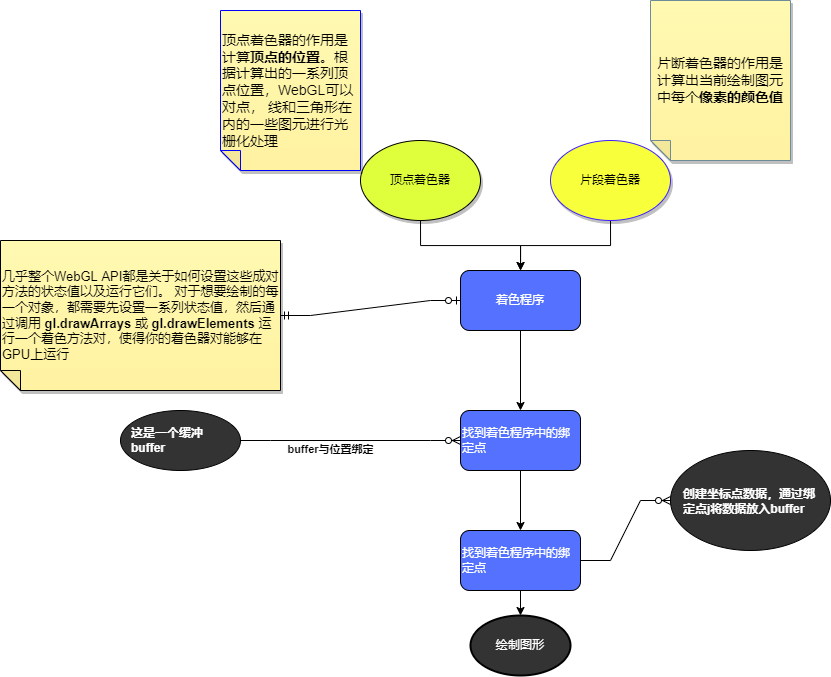 顶点着色器的作用是
计算顶点的位置。根
据计算出的一系列顶
点位置，WebGL可以
对点， 线和三角形在
内的一些图元进行光
栅化处理
片断着色器的作用是
计算出当前绘制图元
中每个像素的颜色值
顶点着色器
片段着色器
几乎整个WebGL API都是关于如何设置这些成对
方法的状态值以及运行它们。 对于想要绘制的每
一个对象，都需要先设置一系列状态值，然后通
过调用 gl.drawArrays 或 gl.drawElements 运
行一个着色方法对，使得你的着色器对能够在
GPU上运行
着色程序
这是一个缓冲
buffer
buffer与位置绑定
找到着色程序中的绑
定点
创建坐标点数据，通过绑
定点j将数据放入buffer
找到着色程序中的绑
定点
绘制图形